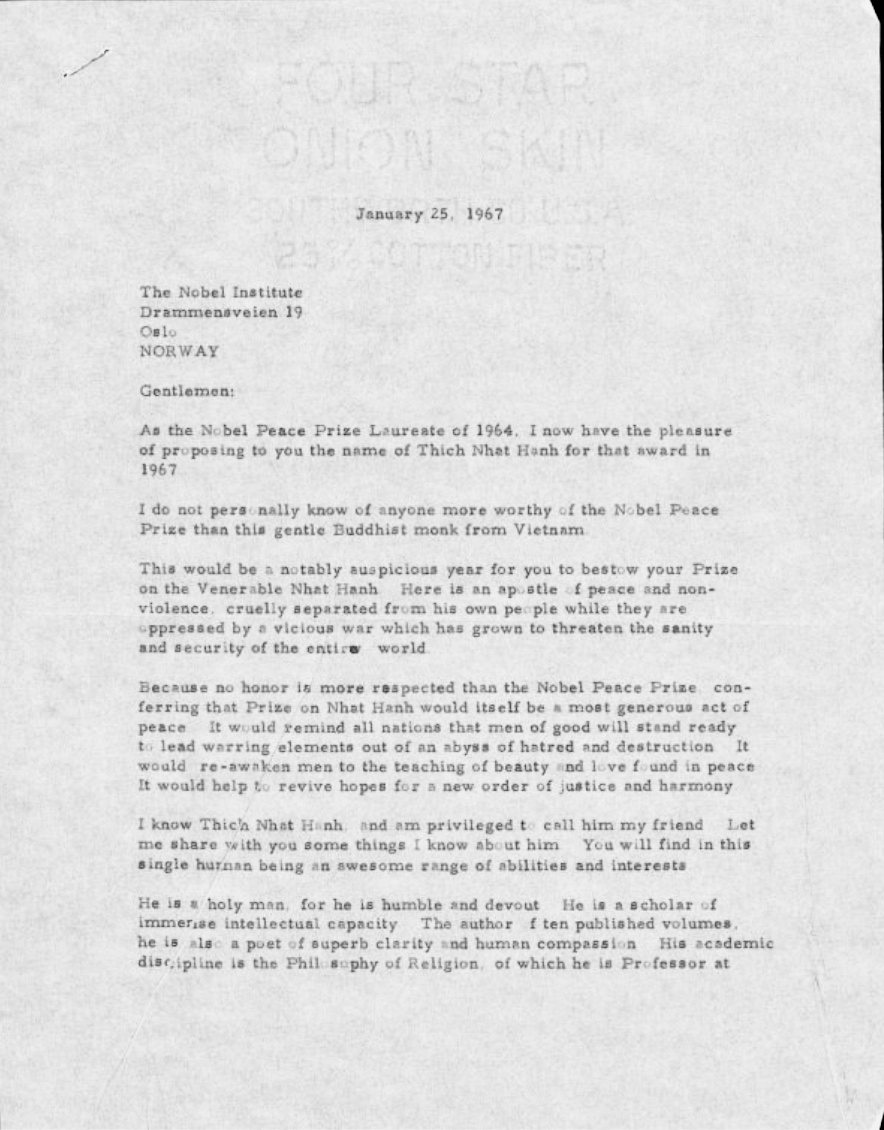 FOUR STAR
ONION SKIN
SOUTHWORTH CO. U.S.A.
January 25, 1967
25% COTTON FIBER
The Nobel Institute
Drammensveien 19
Oslo
NORWAY
Gentlemen:
As the Nobel Peace Prize Laureate of 1964, I now have the pleasure
of proposing to you the name of Thich Nhat Hanh for that award in
1967
I do not personally know of anyone more worthy of the Nobel Peace
Prize than this gentle Buddhist monk from Vietnam
This would be a notably auspicious year for you to bestow your Prize
on the Venerable Nhat Hanh Here is an apostle of peace and non-
violence, cruelly separated from his own people while they are
oppressed by a vicious war which has grown to threaten the sanity
and security of the entire world.
Because no honor is more respected than the Nobel Peace Prize, con-
ferring that Prize on Nhat Hanh would itself be a most generous act of
peace It would remind all nations that men of good will stand ready
to lead warring elements out of an abyss of hatred and destruction It
would re-awaken men to the teaching of beauty and love found in peace
It would help to revive hopes for a new order of justice and harmony
I know Thich Nhat Hanh, and am privileged to call him my friend Let
me share with you some things I know about him You will find in this
single human being an awesome range of abilities and interests
He is a holy man, for he is humble and devout He is a scholar of
immense intellectual capacity The author of ten published volumes,
he is also a poet of superb clarity and human compassion His academic
discipline is the Philosophy of Religion, of which he is Professor at